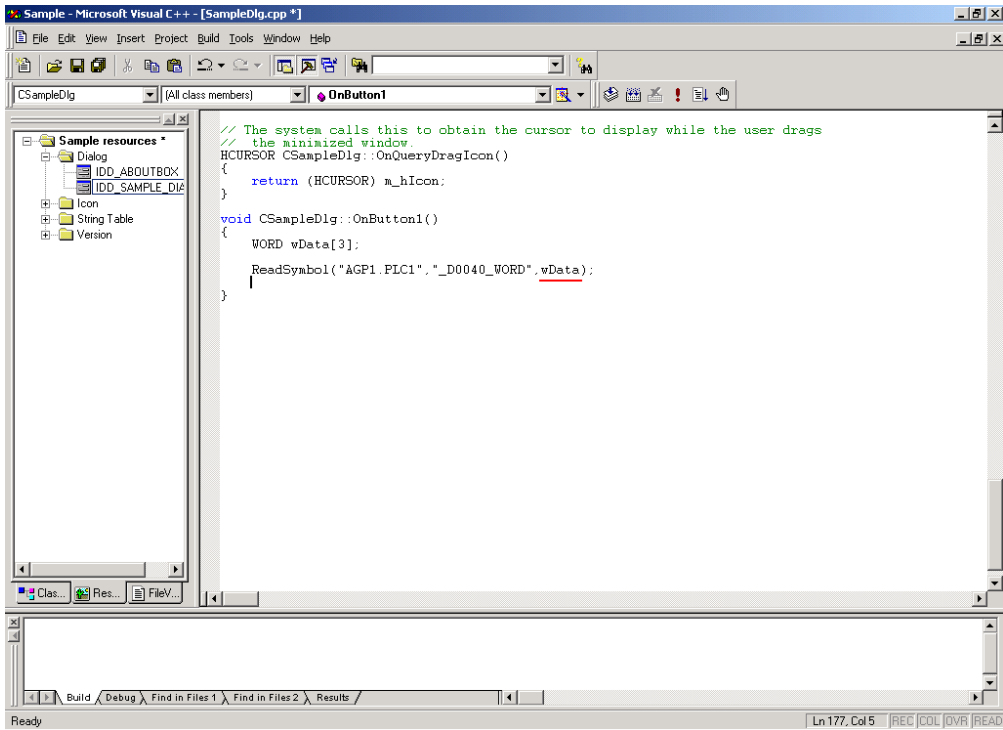 Sample - Microsoft Visual C++ - [SampleDlg.cpp *]
File Edit View Insert Project Build Tools Window Help
CSampleDlg (All class members) OnButton1
Sample resources *
Dialog
IDD_ABOUTBOX
IDD_SAMPLE_DIA
Icon
String Table
Version
Clas... Res... FileV...
// The system calls this to obtain the cursor to display while the user drags
//  the minimized window.
HCURSOR CSampleDlg::OnQueryDragIcon()
{
return (HCURSOR) m_hIcon;
}
void CSampleDlg::OnButton1()
{
WORD wData[3];
ReadSymbol("AGP1.PLC1","_D0040_WORD",wData);
}
Build Debug Find in Files 1 Find in Files 2 Results
Ready Ln 177, Col 5 REC COL OVR READ